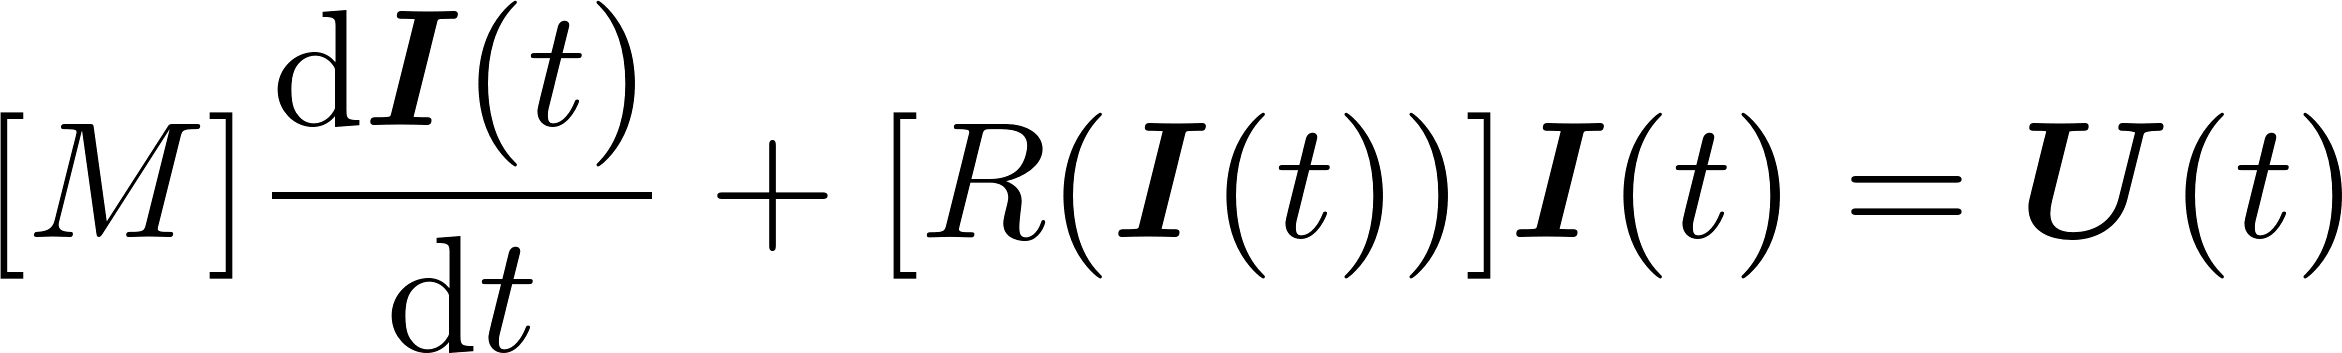 [M] d𝑰(t)/dt + [R(𝑰(t))]𝑰(t) = 𝑼(t)